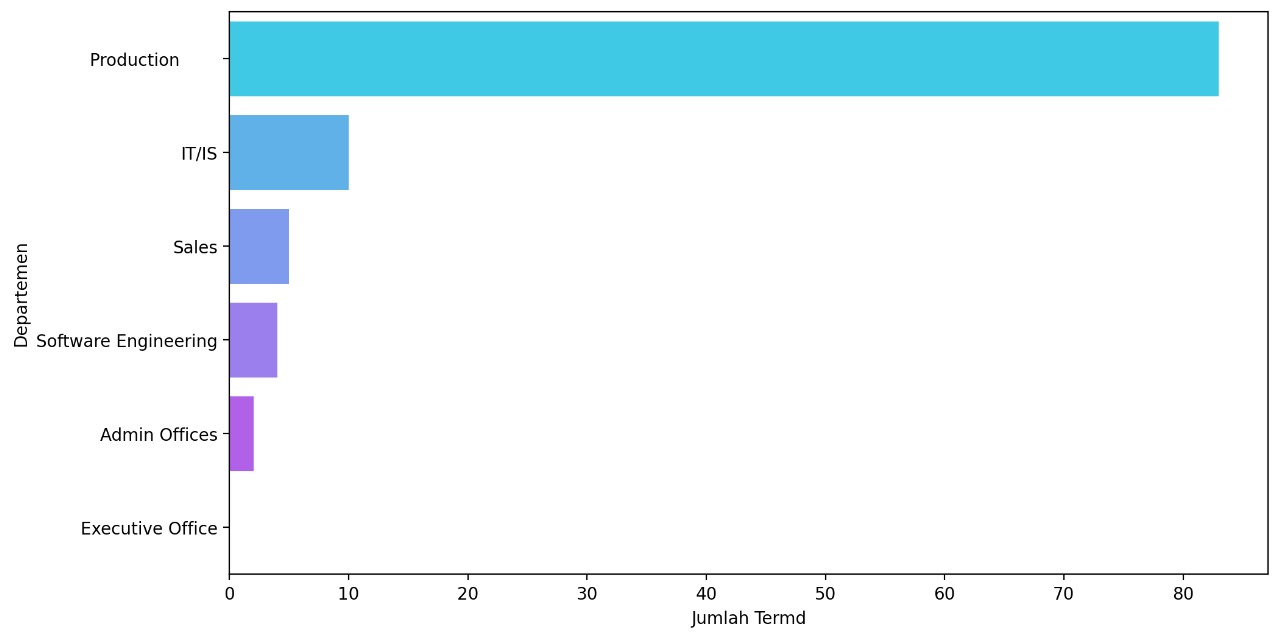 Production
IT/IS
Sales
Departemen
Software Engineering
Admin Offices
Executive Office
0 10 20 30 40 50 60 70 80
Jumlah Termd